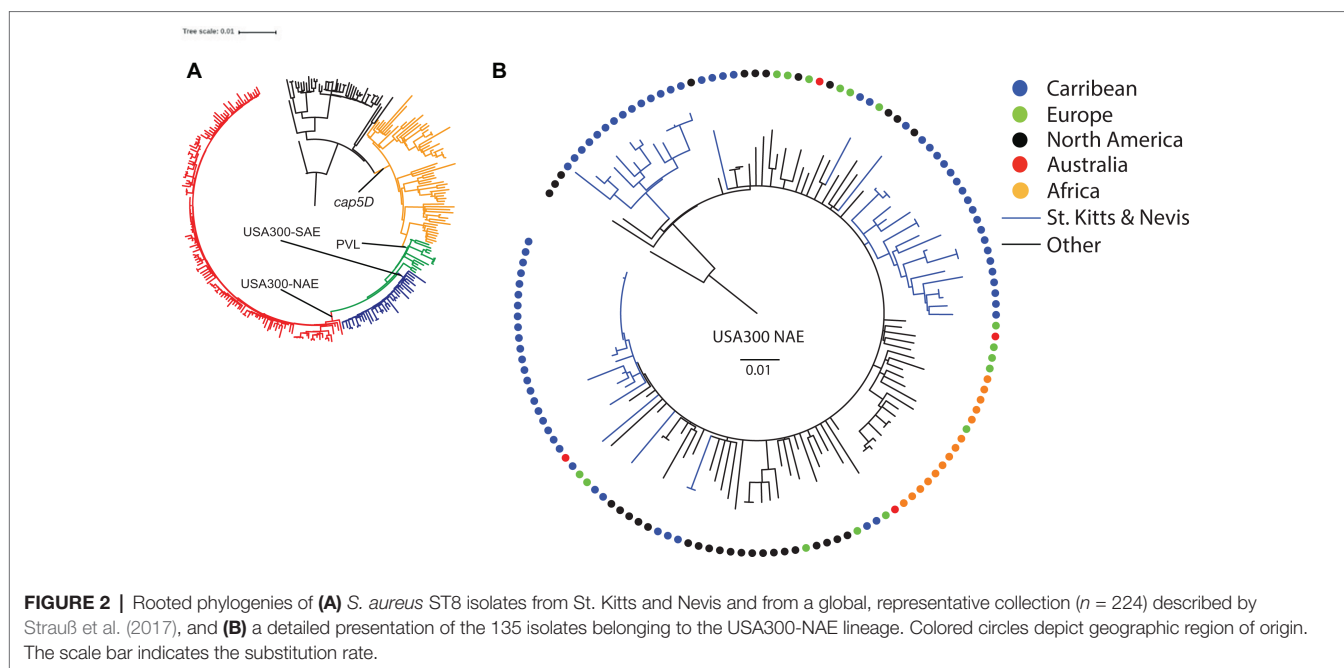 Tree scale: 0.01
A
B
cap5D
USA300-SAE
PVL
USA300-NAE
USA300 NAE
0.01
Carribean
Europe
North America
Australia
Africa
St. Kitts & Nevis
Other
FIGURE 2 | Rooted phylogenies of (A) S. aureus ST8 isolates from St. Kitts and Nevis and from a global, representative collection (n = 224) described by
Strauß et al. (2017), and (B) a detailed presentation of the 135 isolates belonging to the USA300-NAE lineage. Colored circles depict geographic region of origin.
The scale bar indicates the substitution rate.